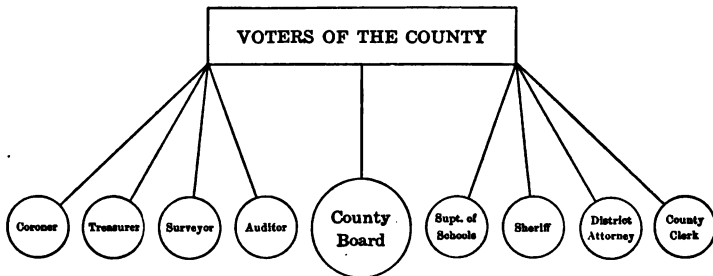 VOTERS OF THE COUNTY
Coroner
Treasurer
Surveyor
Auditor
County
Board
Supt. of
Schools
Sheriff
District
Attorney
County
Clerk